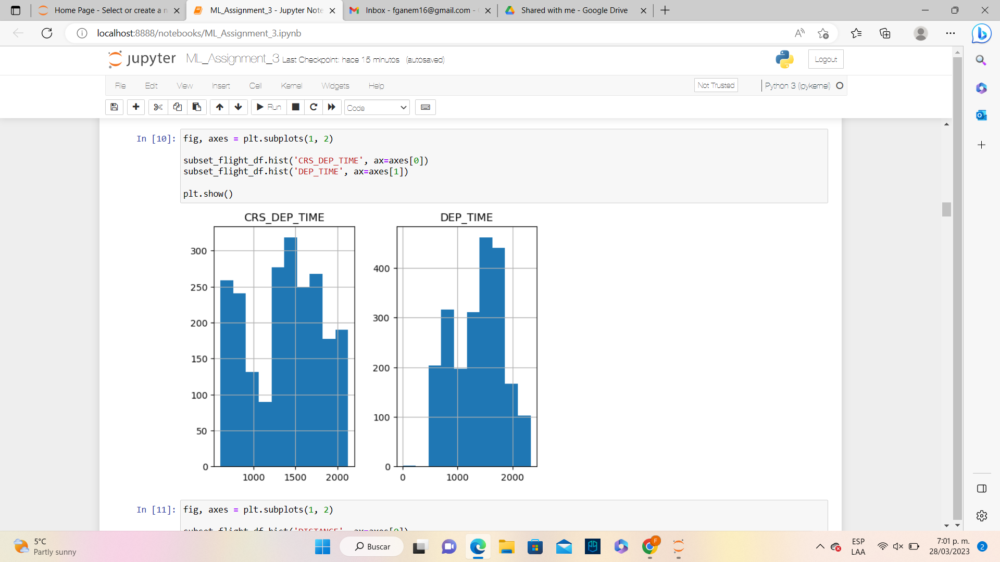 Home Page - Select or create a n
ML_Assignment_3 - Jupyter Note
Inbox - fganem16@gmail.com -
Shared with me - Google Drive
localhost:8888/notebooks/ML_Assignment_3.ipynb
jupyter ML_Assignment_3 Last Checkpoint: hace 15 minutos (autosaved)
Logout
File Edit View Insert Cell Kernel Widgets Help
Not Trusted
Python 3 (ipykernel)
Run
Code
In [10]: fig, axes = plt.subplots(1, 2)
subset_flight_df.hist('CRS_DEP_TIME', ax=axes[0])
subset_flight_df.hist('DEP_TIME', ax=axes[1])
plt.show()
CRS_DEP_TIME
300
250
200
150
100
50
0
1000 1500 2000
DEP_TIME
400
300
200
100
0
0 1000 2000
In [11]: fig, axes = plt.subplots(1, 2)
subset_flight_df.hist('DISTANCE', ax=axes[0])
5°C
Partly sunny
Buscar
F
ESP
LAA
7:01 p. m.
28/03/2023
2